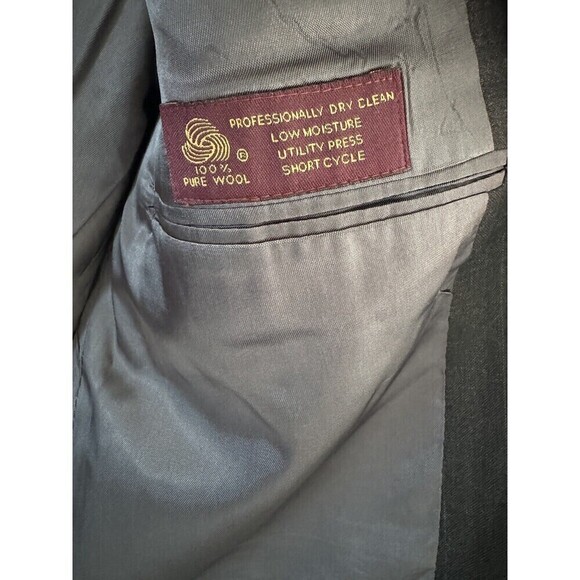 PROFESSIONALLY DRY CLEAN
LOW MOISTURE
UTILITY PRESS
SHORT CYCLE
100%
PURE WOOL
®